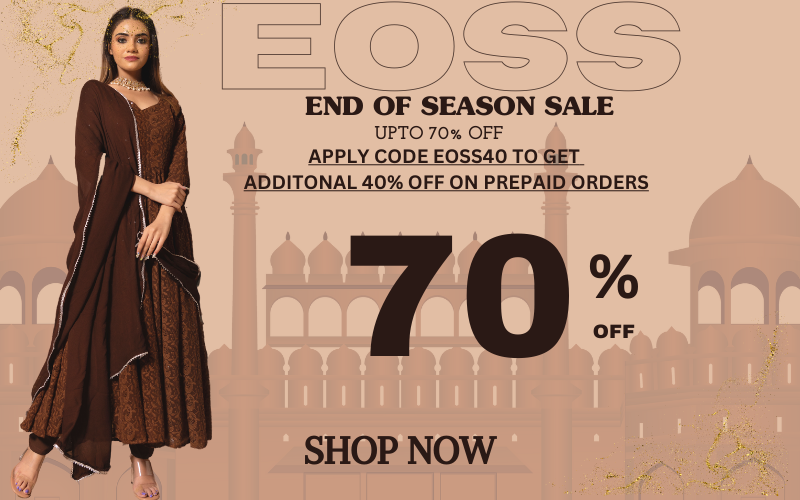 EOSS
END OF SEASON SALE
UPTO 70% OFF
APPLY CODE EOSS40 TO GET
ADDITONAL 40% OFF ON PREPAID ORDERS
70%
OFF
SHOP NOW